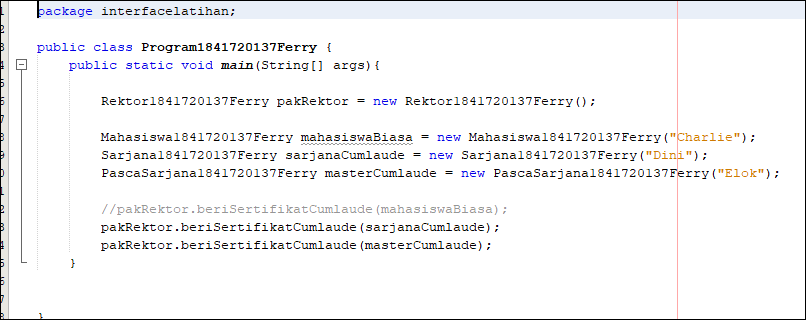 package interfacelatihan;
public class Program1841720137Ferry {
public static void main(String[] args){
Rektor1841720137Ferry pakRektor = new Rektor1841720137Ferry();
Mahasiswa1841720137Ferry mahasiswaBiasa = new Mahasiswa1841720137Ferry("Charlie");
Sarjana1841720137Ferry sarjanaCumlaude = new Sarjana1841720137Ferry("Dini");
PascaSarjana1841720137Ferry masterCumlaude = new PascaSarjana1841720137Ferry("Elok");
//pakRektor.beriSertifikatCumlaude(mahasiswaBiasa);
pakRektor.beriSertifikatCumlaude(sarjanaCumlaude);
pakRektor.beriSertifikatCumlaude(masterCumlaude);
}
}